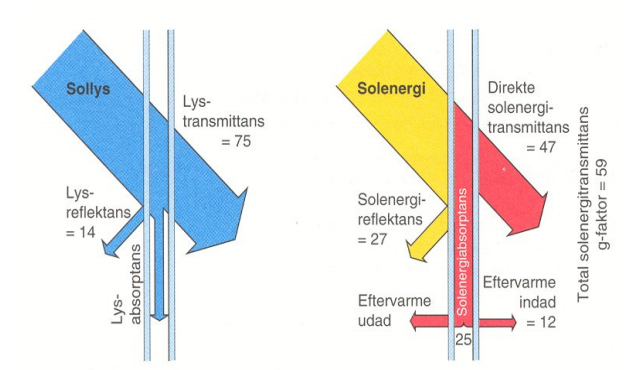 Sollys
Lys-
transmittans
= 75
Lys-
reflektans
= 14
Lys-
absorptans
Solenergi
Direkte
solenergi-
transmittans
= 47
Solenergi-
reflektans
= 27
Solenergiabsorptans
Eftervarme
udad
Eftervarme
indad
= 12
25
Total solenergitransmittans
g-faktor = 59